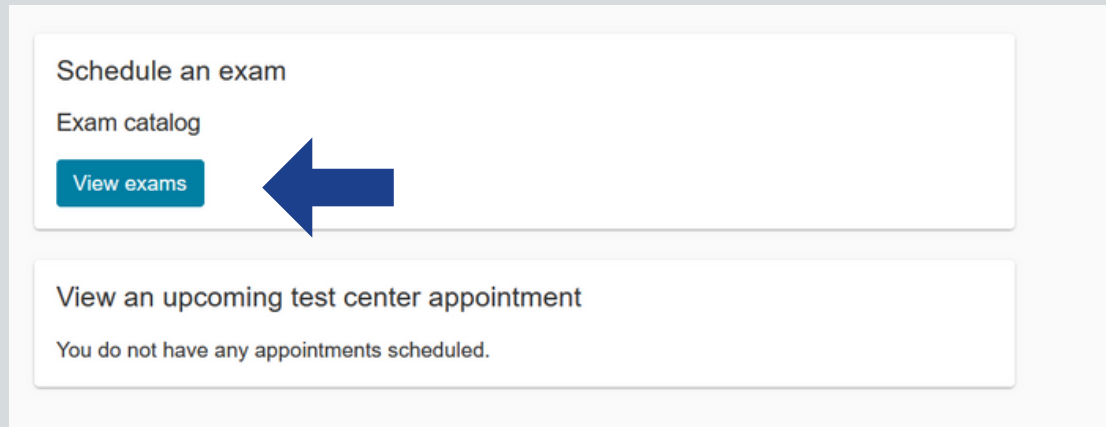 Schedule an exam
Exam catalog
View exams
View an upcoming test center appointment
You do not have any appointments scheduled.